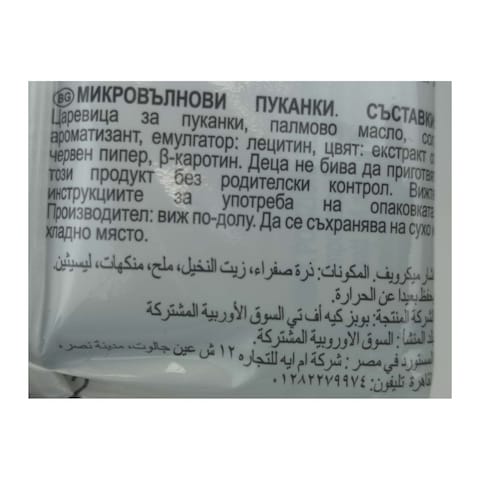 BG МИКРОВЪЛНОВИ ПУКАНКИ. СЪСТАВКИ
Царевица за пуканки, палмово масло, сол
ароматизант, емулгатор: лецитин, цвят: екстракт
червен пипер, β-каротин. Деца не бива да приготвят
този продукт без родителски контрол. Вижте
инструкциите за употреба на опаковката
Производител: виж по-долу. Да се съхранява на сухо и
хладно място.
ميكرويف. المكونات: ذرة صفراء، زيت النخيل، ملح، منكهات، ليسيثين.
يحفظ بعيدا عن الحرارة.
الشركة المنتجة: بوبز كيه أف تي السوق الأوربية المشتركة
بلد المنشأ: السوق الاوروبية المشتركة
المستورد في مصر: شركة ام ايه للتجاره ١٢ ش عين جالوت، مدينة نصر،
القاهرة تليفون: ٠١٢٨٢٢٧٩٩٧٤